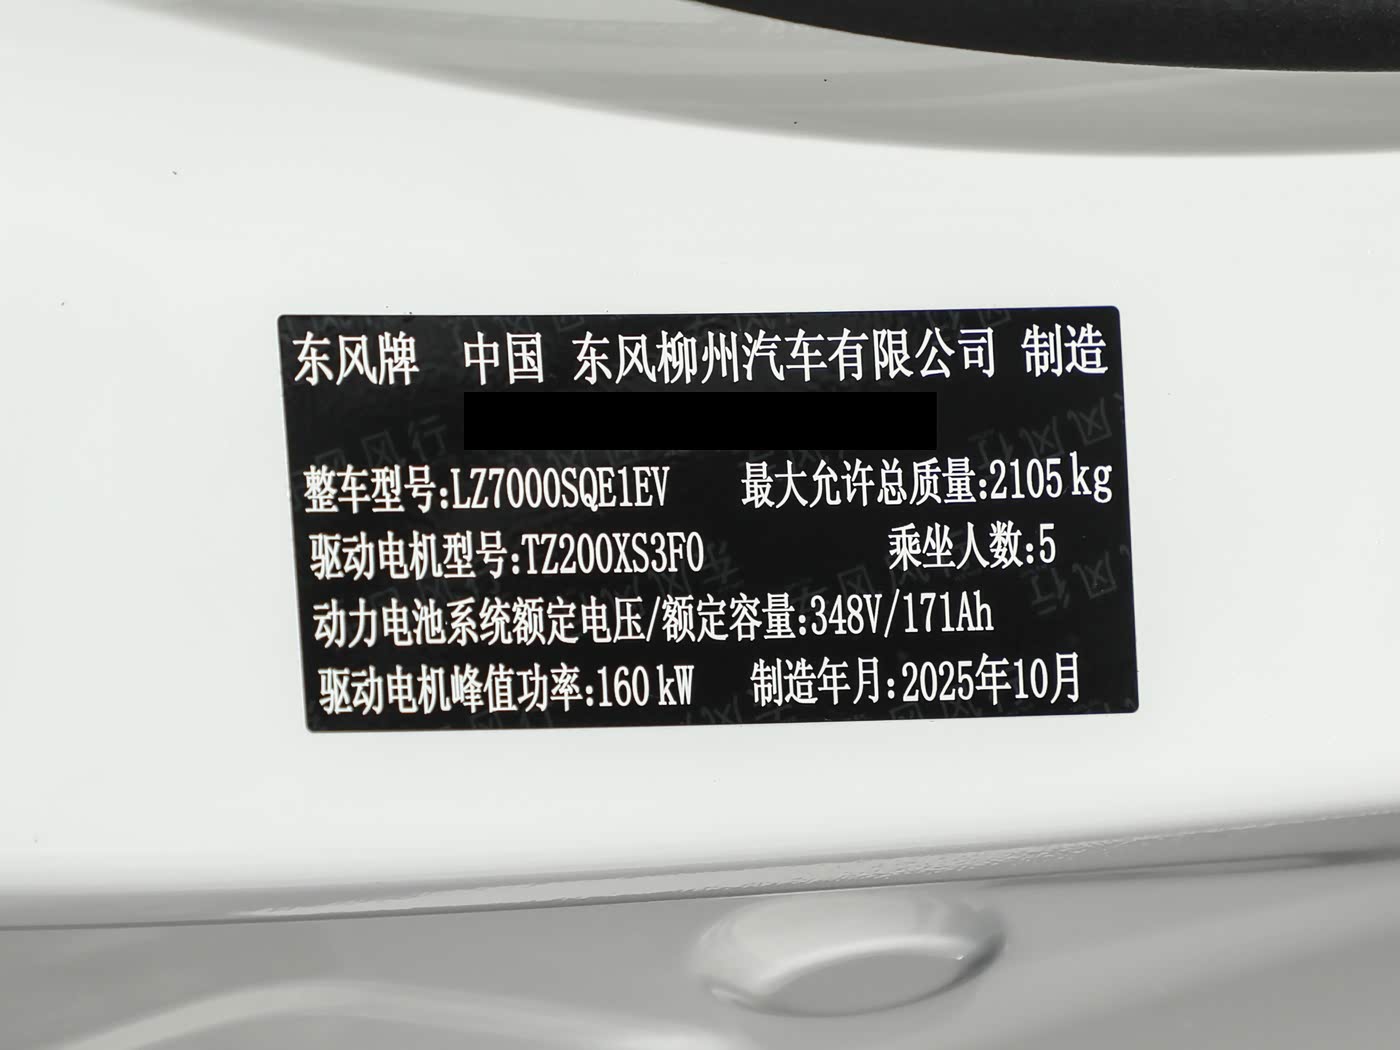 东风牌 中国 东风柳州汽车有限公司 制造
整车型号:LZ7000SQE1EV 最大允许总质量:2105kg
驱动电机型号:TZ200XS3F0 乘坐人数:5
动力电池系统额定电压/额定容量:348V/171Ah
驱动电机峰值功率:160kW 制造年月:2025年10月